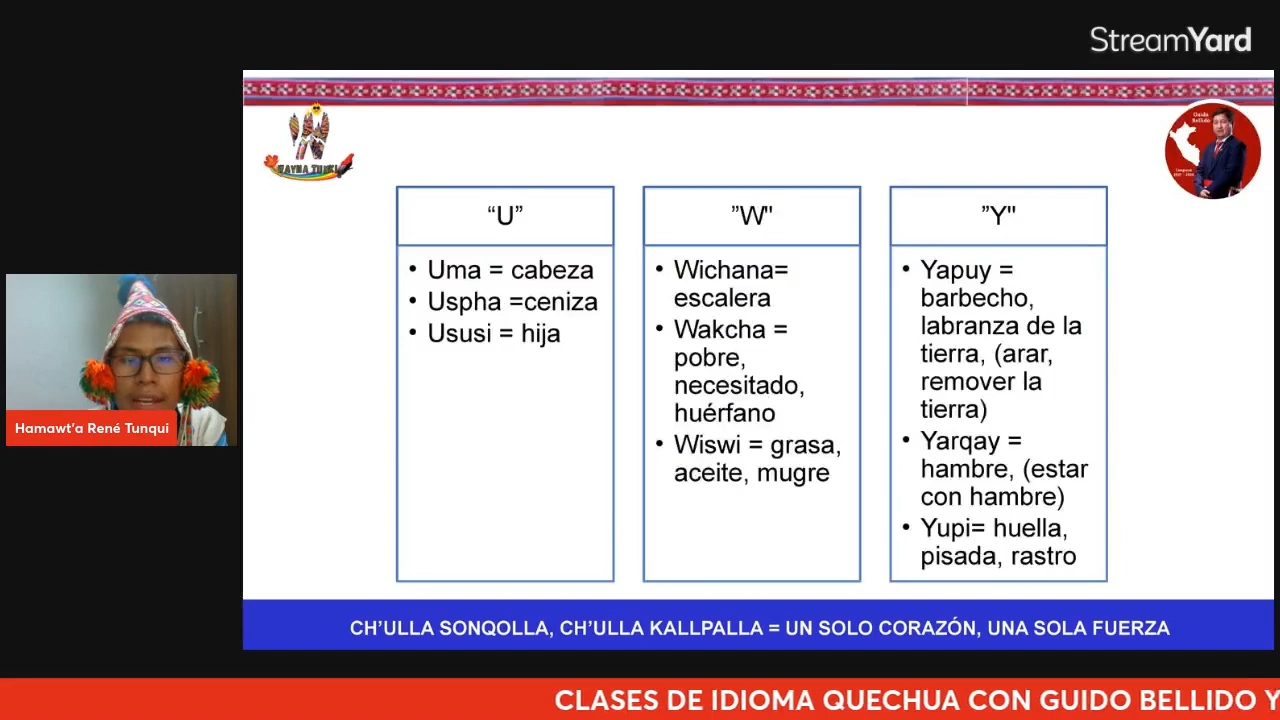 StreamYard
Guido
Bellido
“U”
• Uma = cabeza
• Uspha =ceniza
• Ususi = hija
”W"
• Wichana=
escalera
• Wakcha =
pobre,
necesitado,
huérfano
• Wiswi = grasa,
aceite, mugre
”Y"
• Yapuy =
barbecho,
labranza de la
tierra, (arar,
remover la
tierra)
• Yarqay =
hambre, (estar
con hambre)
• Yupi= huella,
pisada, rastro
Hamawt’a René Tunqui
CH’ULLA SONQOLLA, CH’ULLA KALLPALLA = UN SOLO CORAZÓN, UNA SOLA FUERZA
CLASES DE IDIOMA QUECHUA CON GUIDO BELLIDO Y